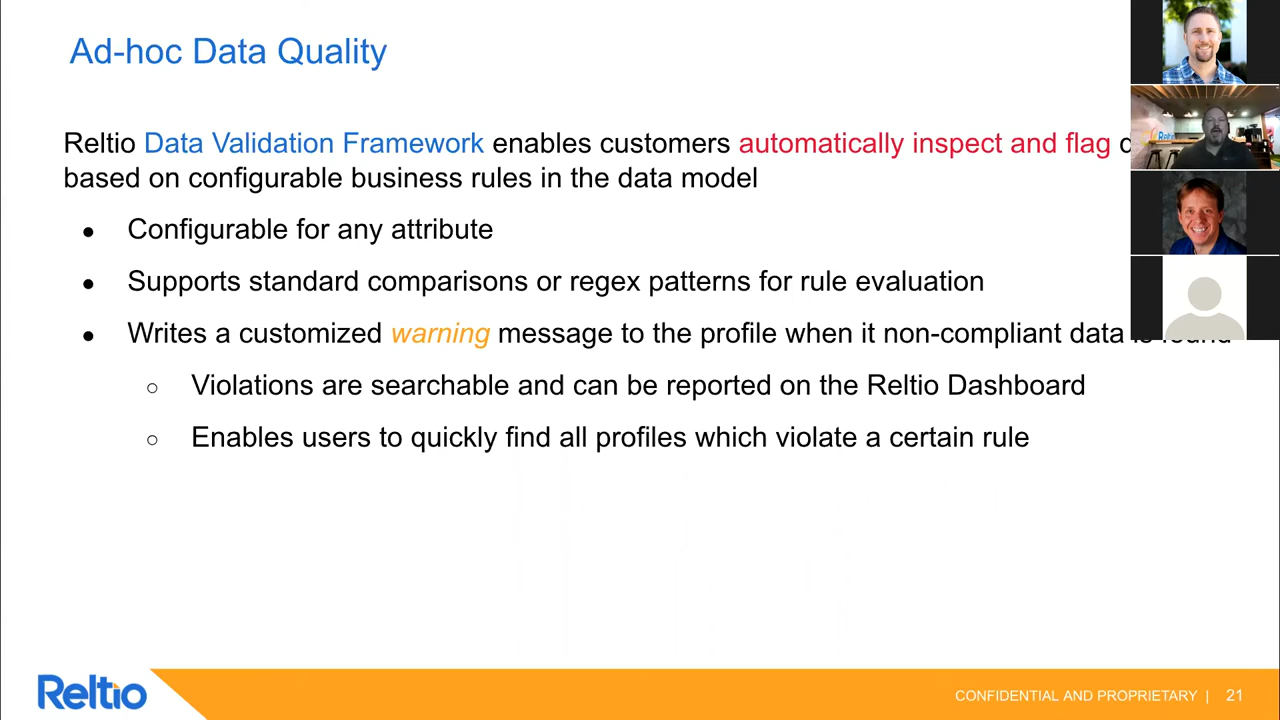 Ad-hoc Data Quality
Reltio Data Validation Framework enables customers automatically inspect and flag
based on configurable business rules in the data model
● Configurable for any attribute
● Supports standard comparisons or regex patterns for rule evaluation
● Writes a customized warning message to the profile when it non-compliant data is found
○ Violations are searchable and can be reported on the Reltio Dashboard
○ Enables users to quickly find all profiles which violate a certain rule
Reltio
Reltio
CONFIDENTIAL AND PROPRIETARY | 21